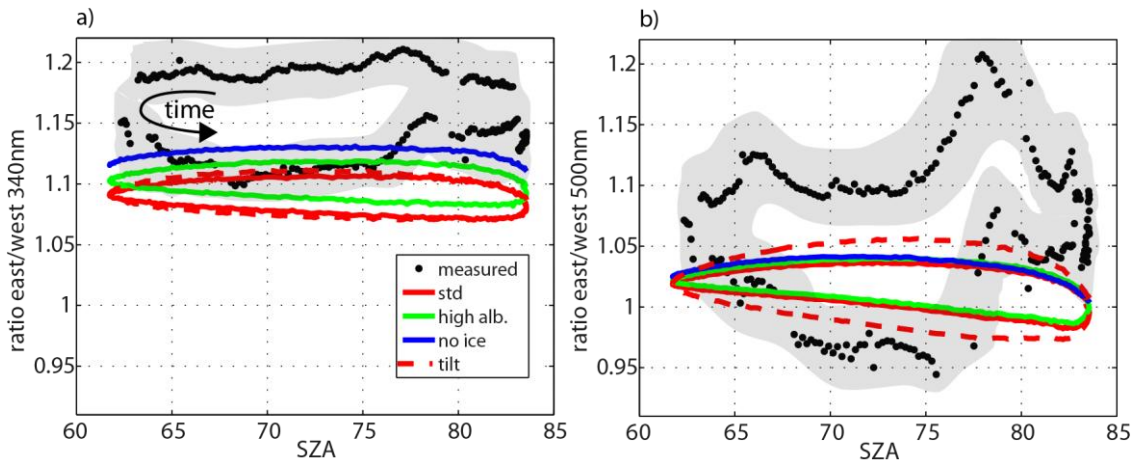 a)
ratio east/west 340nm
1.2
1.15
1.1
1.05
1
0.95
time
measured
std
high alb.
no ice
tilt
60 65 70 75 80 85
SZA
b)
ratio east/west 500nm
1.2
1.15
1.1
1.05
1
0.95
60 65 70 75 80 85
SZA